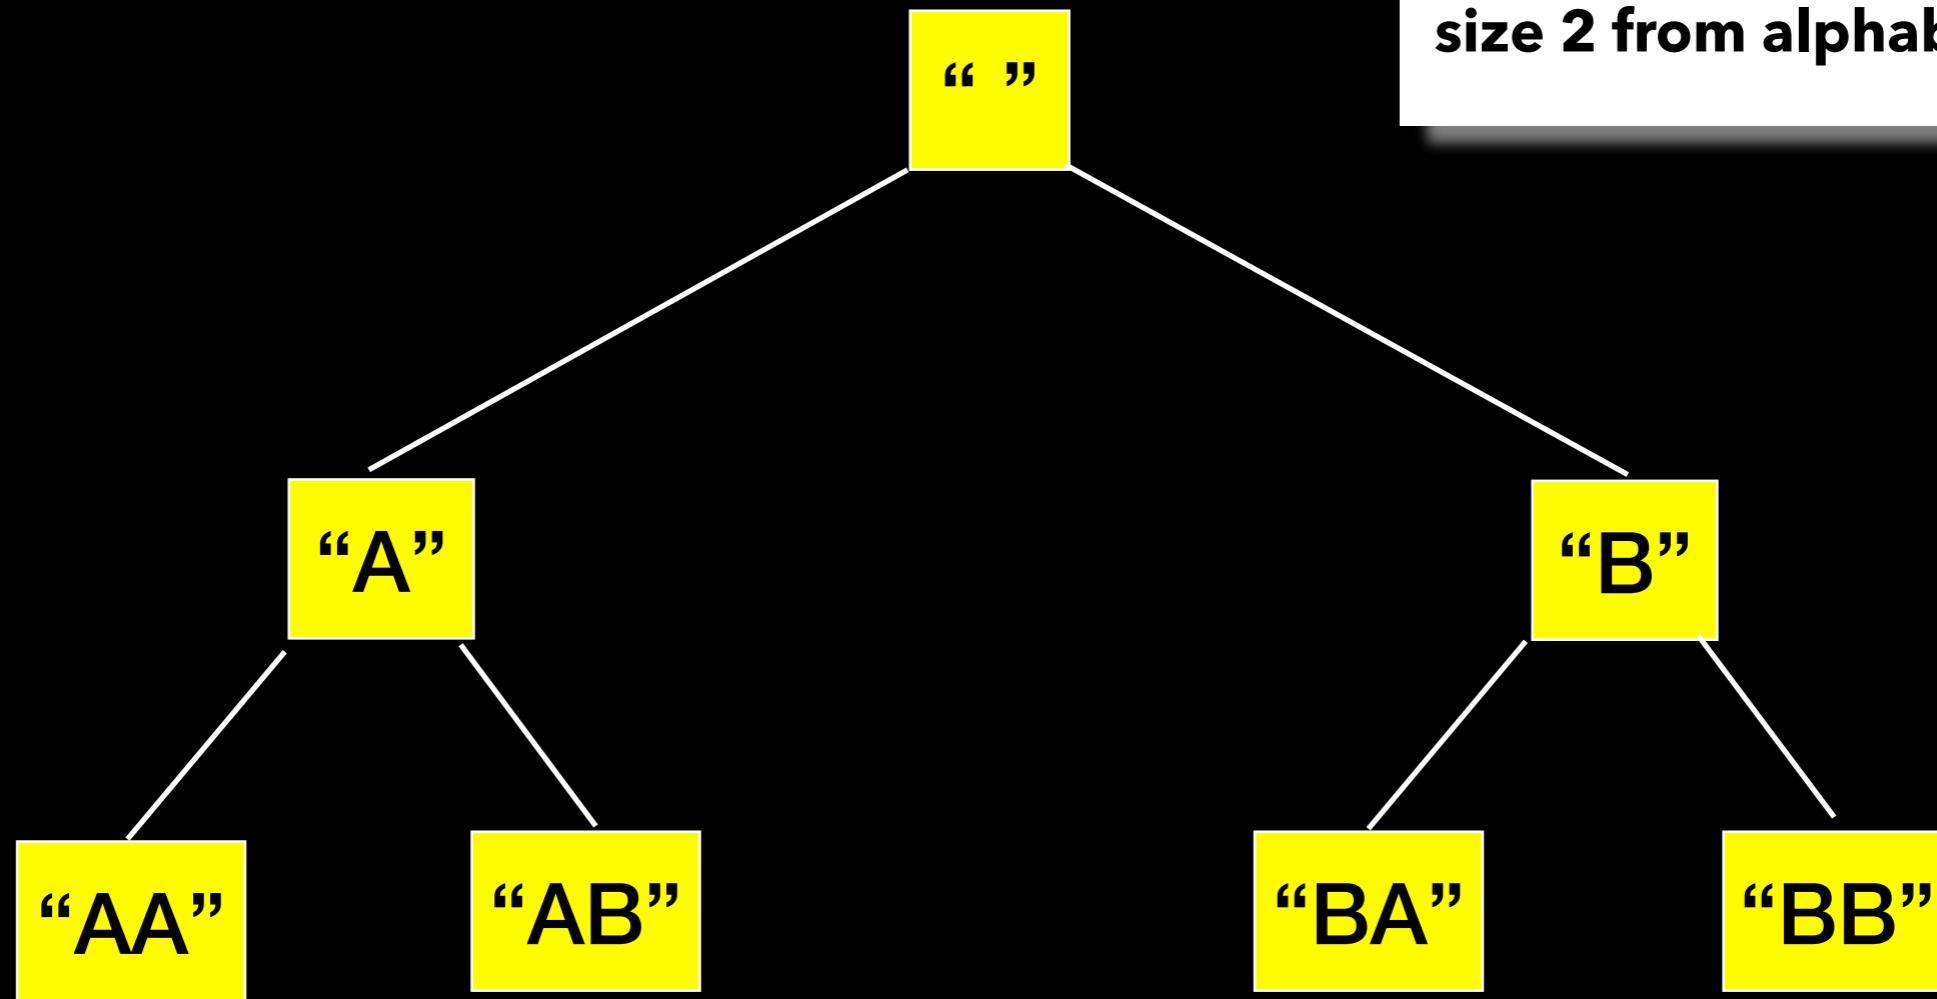 size 2 from
“ ”
“A”
“B”
“AA”
“AB”
“BA”
“BB”